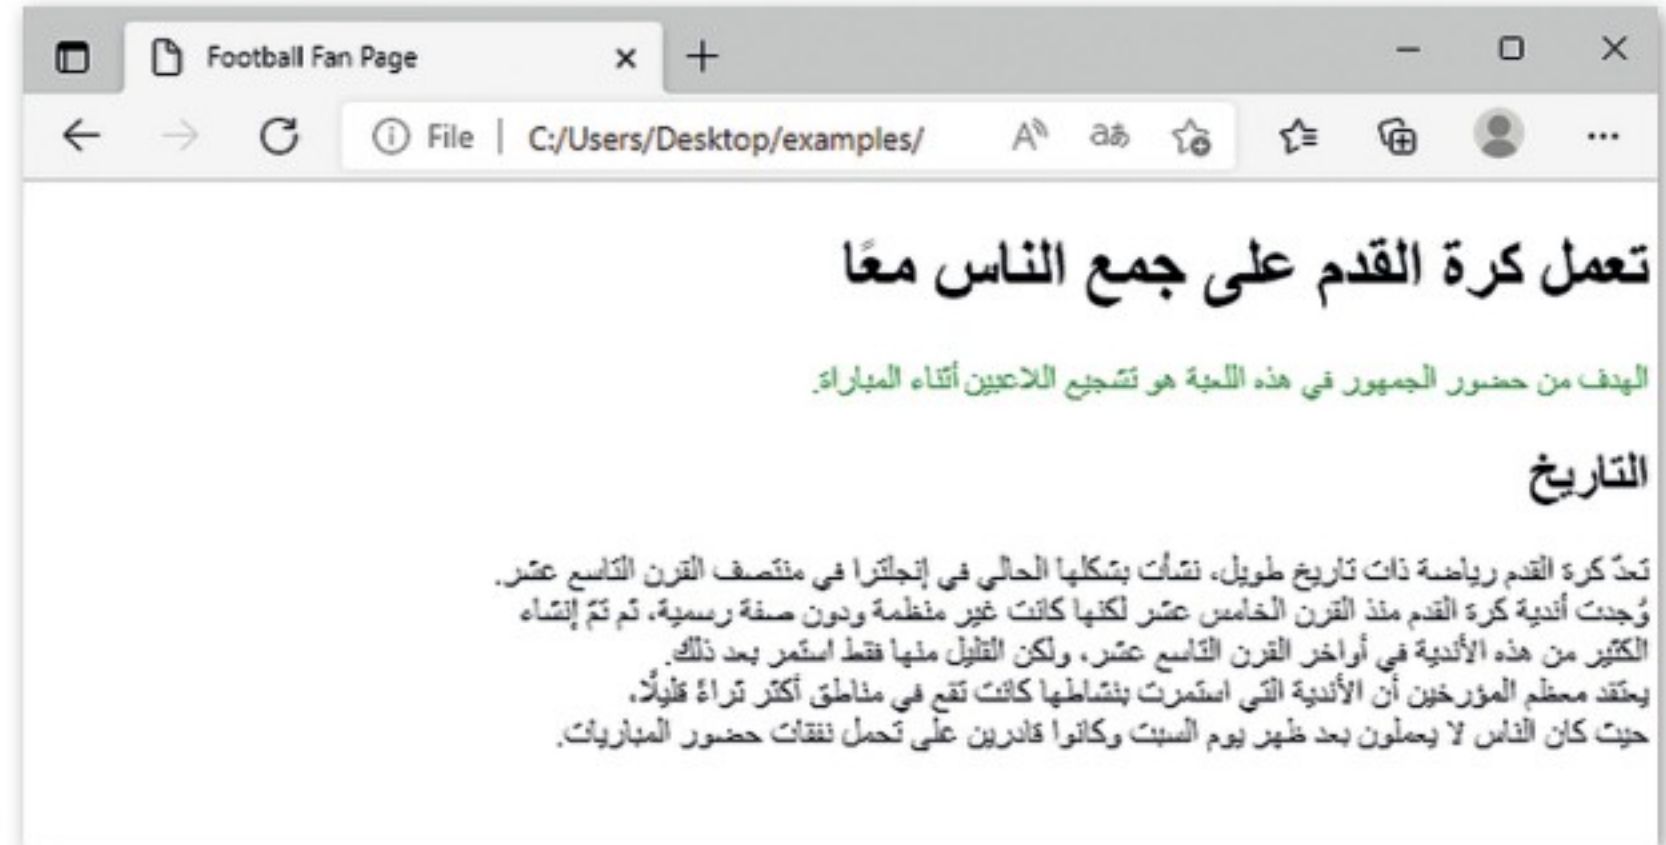 Football Fan Page
File | C:/Users/Desktop/examples/
تعمل كرة القدم على جمع الناس معًا
الهدف من حضور الجمهور في هذه اللعبة هو تشجيع اللاعبين أثناء المباراة.
التاريخ
تعدّ كرة القدم رياضة ذات تاريخ طويل، نشأت بشكلها الحالي في إنجلترا في منتصف القرن التاسع عشر.
وُجدت أندية كرة القدم منذ القرن الخامس عشر لكنها كانت غير منظمة ودون صفة رسمية، ثم تمّ إنشاء
الكثير من هذه الأندية في أواخر القرن التاسع عشر، ولكن القليل منها فقط استمر بعد ذلك.
يعتقد معظم المؤرخين أن الأندية التي استمرت بنشاطها كانت تقع في مناطق أكثر ثراءً قليلًا،
حيث كان الناس لا يعملون بعد ظهر يوم السبت وكانوا قادرين على تحمل نفقات حضور المباريات.